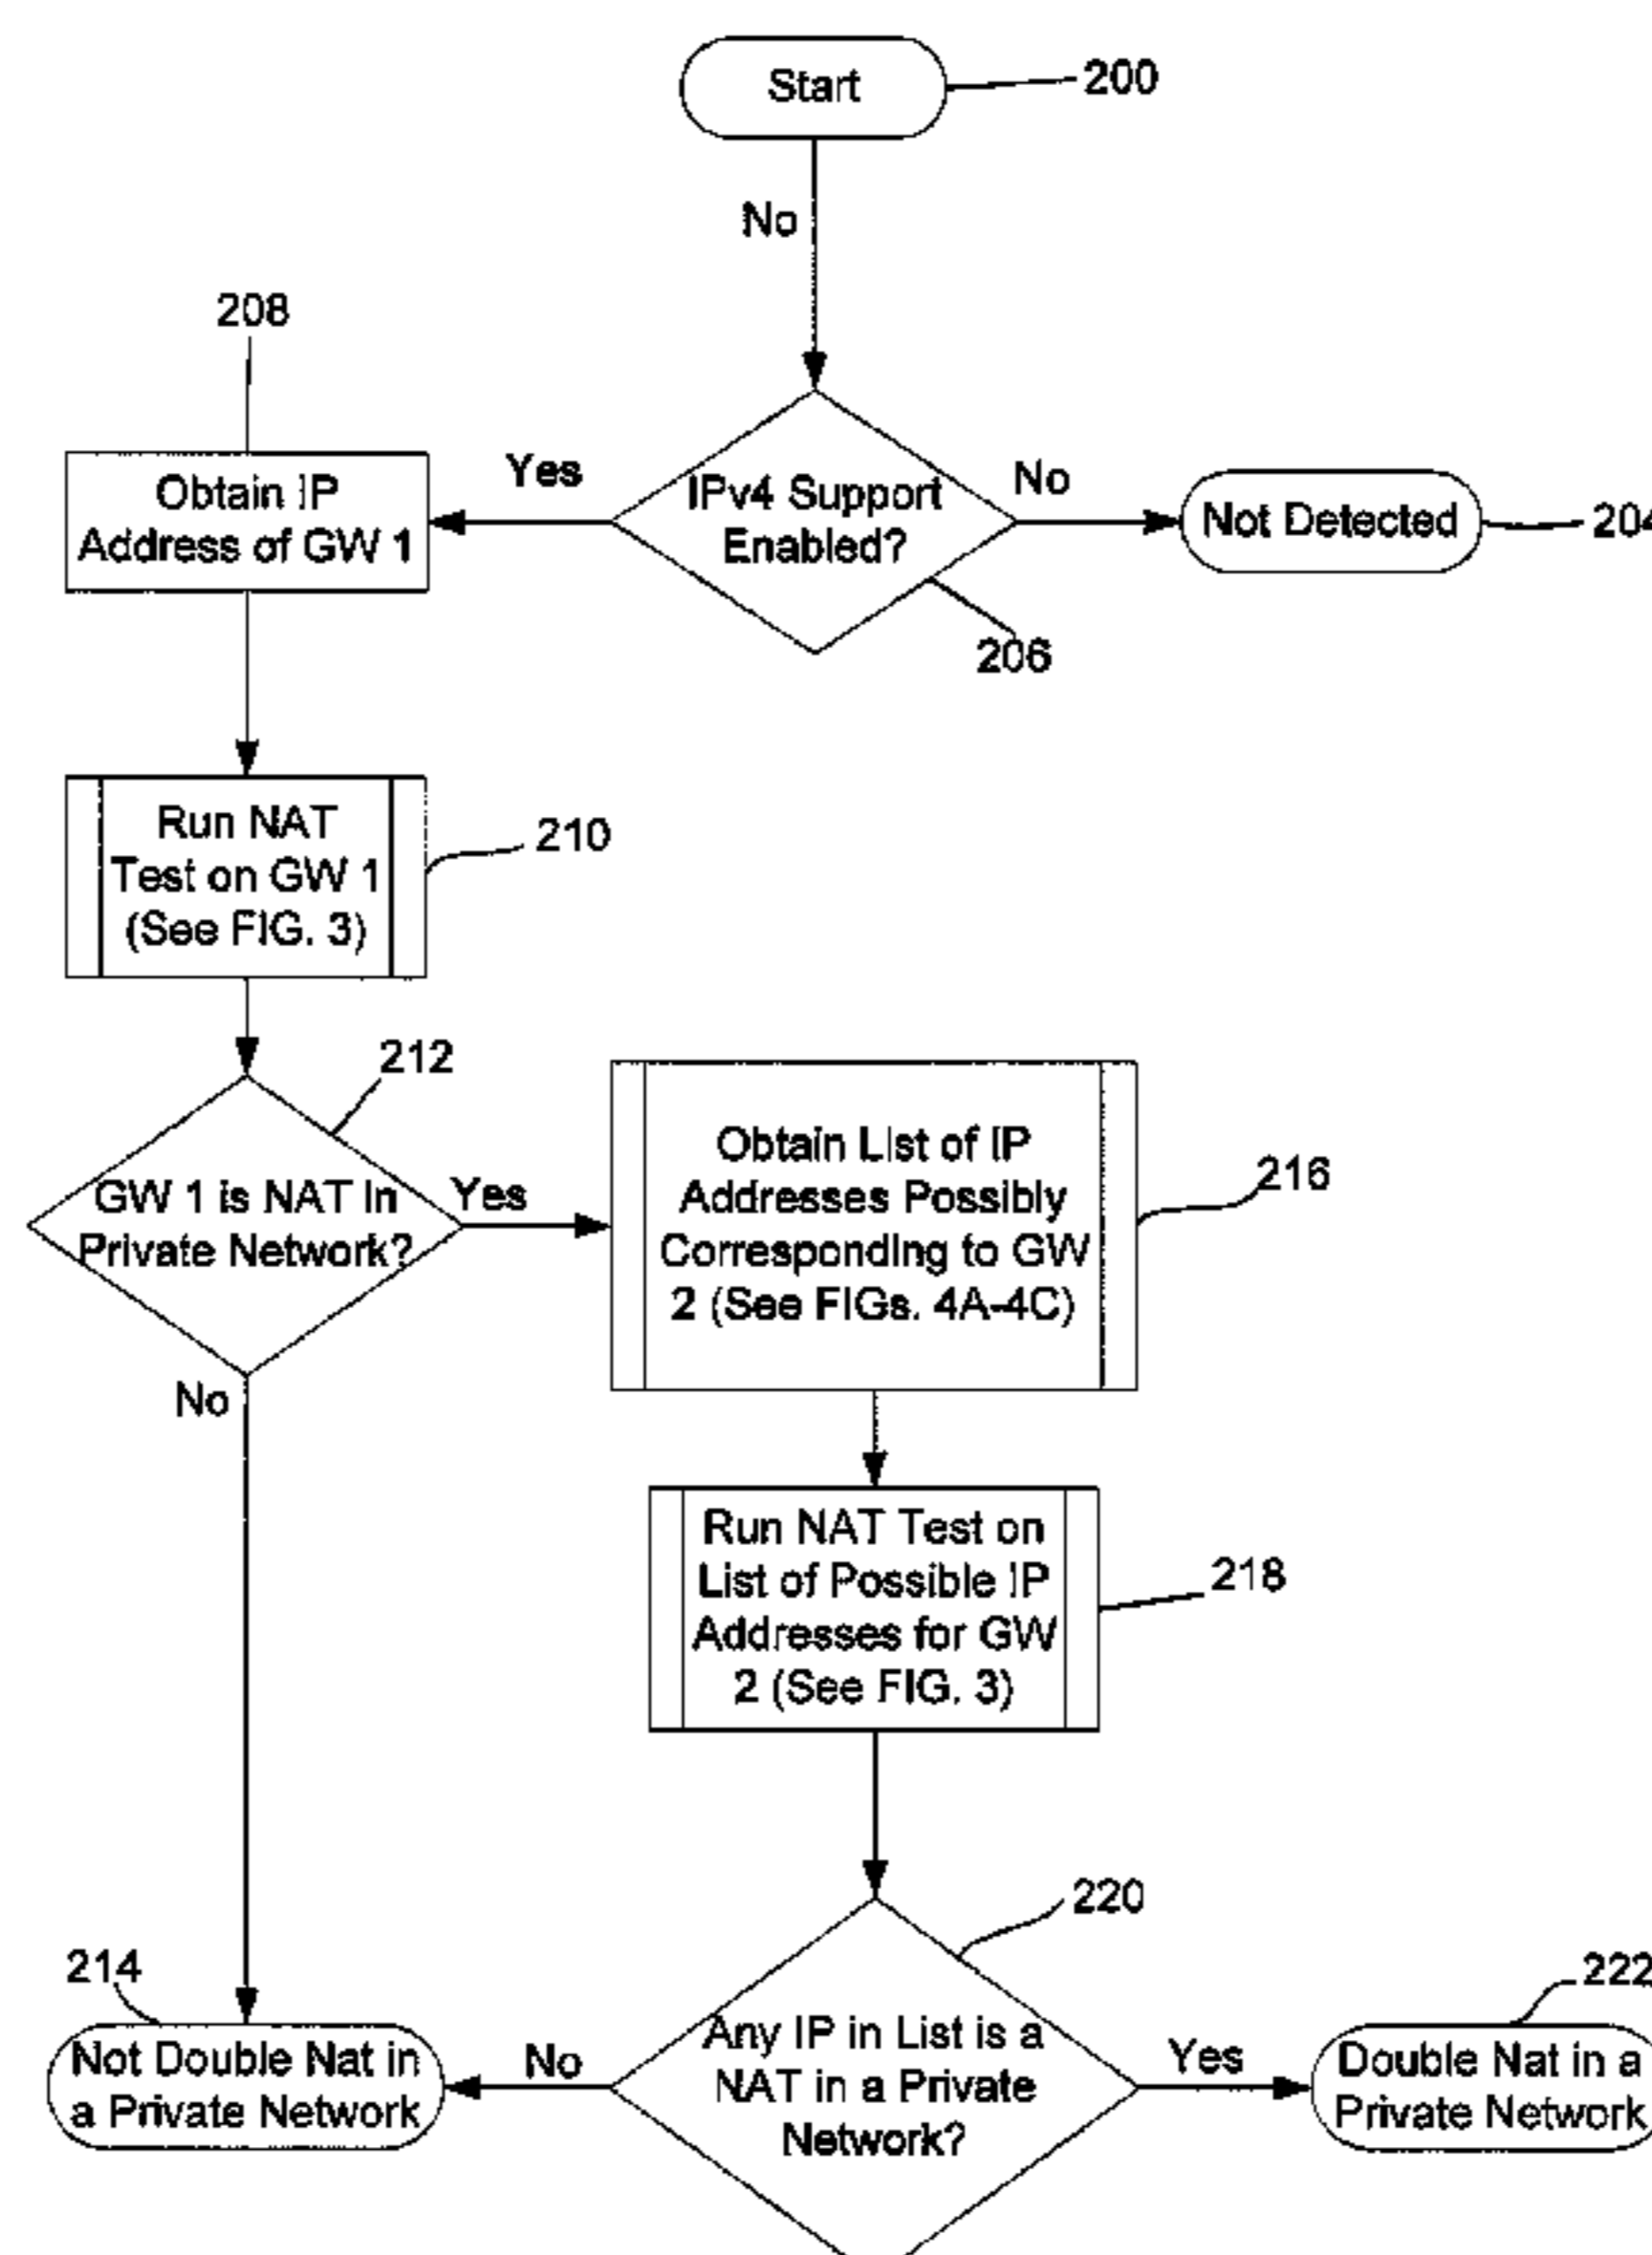 Start
200
No
208
Obtain IP
Address of GW 1
Yes
IPv4 Support
Enabled?
No
Not Detected
204
206
Run NAT
Test on GW 1
(See FIG. 3)
210
212
GW 1 is NAT in
Private Network?
Yes
Obtain List of IP
Addresses Possibly
Corresponding to GW
2 (See FIGs. 4A-4C)
216
No
Run NAT Test on
List of Possible IP
Addresses for GW
2 (See FIG. 3)
218
220
214
Not Double Nat in
a Private Network
No
Any IP in List is a
NAT in a Private
Network?
Yes
222
Double Nat in a
Private Network